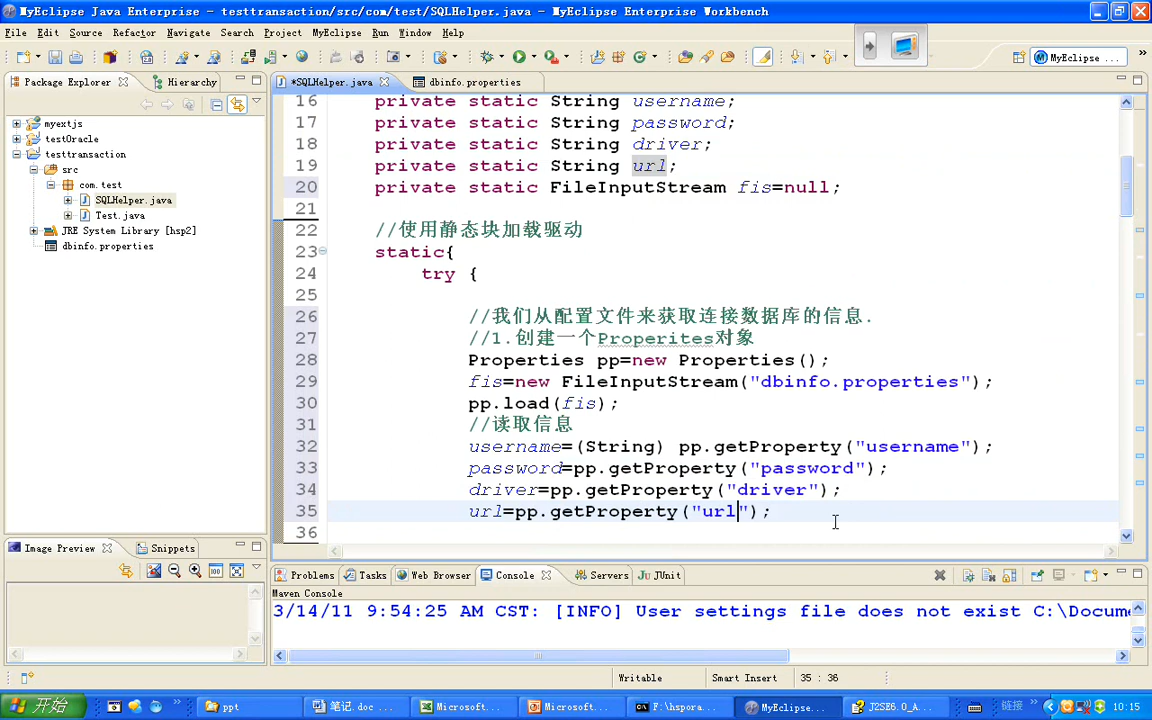 MyEclipse Java Enterprise - testtransaction/src/com/test/SQLHelper.java - MyEclipse Enterprise Workbench
File Edit Source Refactor Navigate Search Project MyEclipse Run Window Help
MyEclipse ...
Package Explorer Hierarchy
myextjs
testOracle
testtransaction
src
com.test
SQLHelper.java
Test.java
JRE System Library [hsp2]
dbinfo.properties
*SQLHelper.java dbinfo.properties
16 private static String username;
17 private static String password;
18 private static String driver;
19 private static String url;
20 private static FileInputStream fis=null;
21
22 //使用静态块加载驱动
23 static{
24 try {
25
26 //我们从配置文件来获取连接数据库的信息.
27 //1.创建一个Properites对象
28 Properties pp=new Properties();
29 fis=new FileInputStream("dbinfo.properties");
30 pp.load(fis);
31 //读取信息
32 username=(String) pp.getProperty("username");
33 password=pp.getProperty("password");
34 driver=pp.getProperty("driver");
35 url=pp.getProperty("url");
36
Image Preview Snippets
Problems Tasks Web Browser Console Servers JUnit
Maven Console
3/14/11 9:54:25 AM CST: [INFO] User settings file does not exist C:\Docume
Writable Smart Insert 35 : 36
开始 ppt 笔记.doc ... Microsoft... Microsoft... F:\hspora... MyEclipse... J2SE6.0_A... 链接 10:15